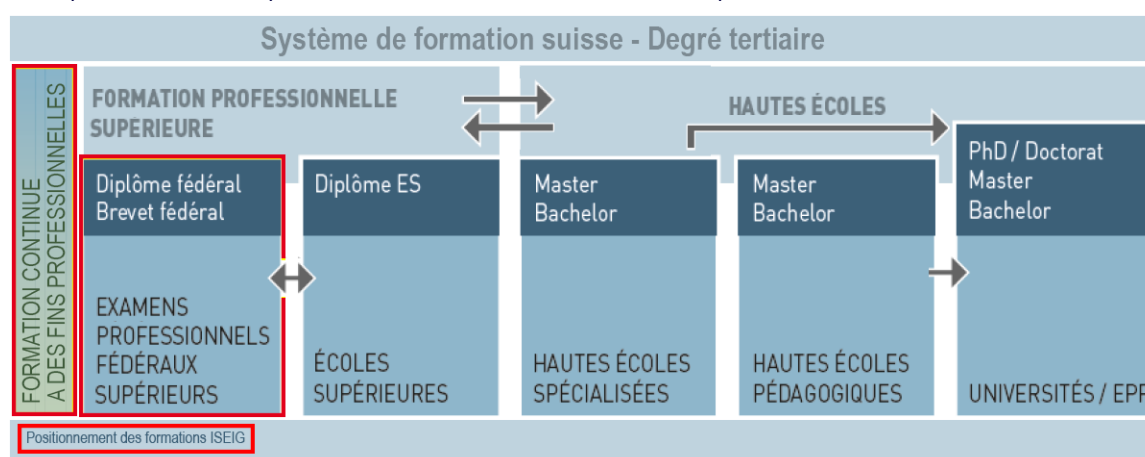 Système de formation suisse - Degré tertiaire
FORMATION CONTINUE
A DES FINS PROFESSIONNELLES
FORMATION PROFESSIONNELLE
SUPÉRIEURE
HAUTES ÉCOLES
Diplôme fédéral
Brevet fédéral
EXAMENS
PROFESSIONNELS
FÉDÉRAUX
SUPÉRIEURS
Diplôme ES
ÉCOLES
SUPÉRIEURES
Master
Bachelor
HAUTES ÉCOLES
SPÉCIALISÉES
Master
Bachelor
HAUTES ÉCOLES
PÉDAGOGIQUES
PhD / Doctorat
Master
Bachelor
UNIVERSITÉS /
Positionnement des formations ISEIG